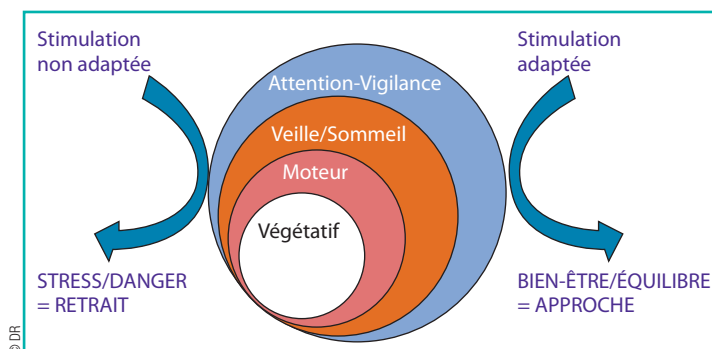 Stimulation
non adaptée
Stimulation
adaptée
Attention-Vigilance
Veille/Sommeil
Moteur
Végétatif
STRESS/DANGER
= RETRAIT
BIEN-ÊTRE/ÉQUILIBRE
= APPROCHE
© DR